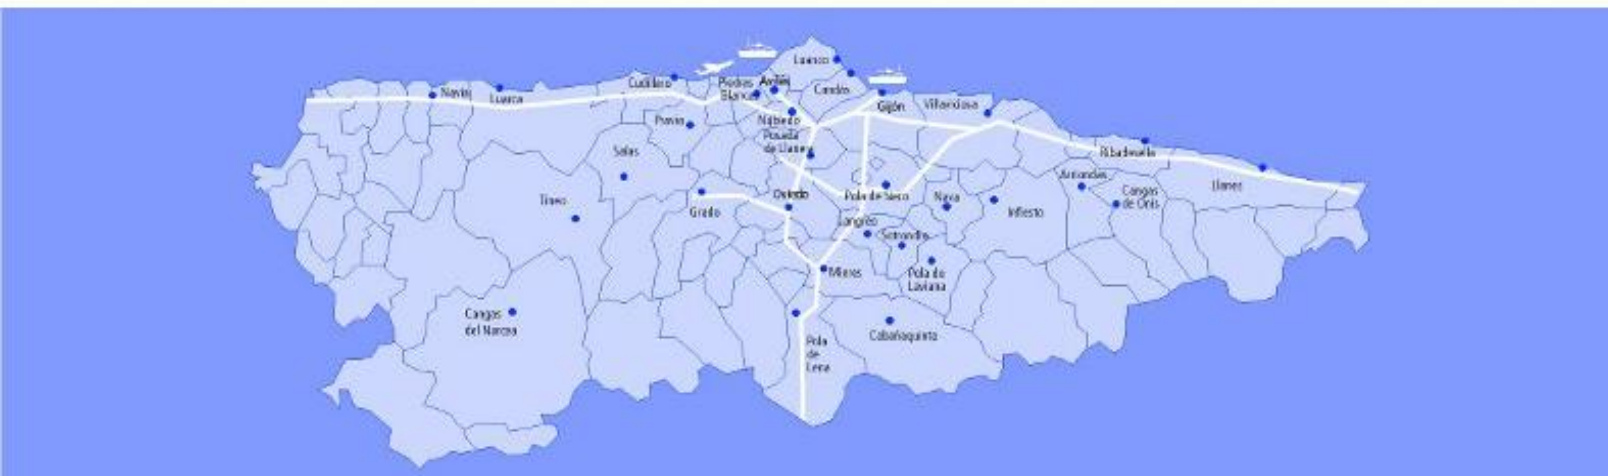 Luanco
Navia
Luarca
Cudillero
Piedras
Blancas
Avilés
Candás
Gijón
Villaviciosa
Pravia
Nubledo
Posada
de Llanera
Salas
Ribadesella
Arriondas
Cangas
de Onís
Llanes
Tineo
Grado
Oviedo
Pola de Siero
Nava
Infiesto
Langreo
Sotrondio
Mieres
Pola de
Laviana
Cangas
del Narcea
Cabañaquinta
Pola
de
Lena